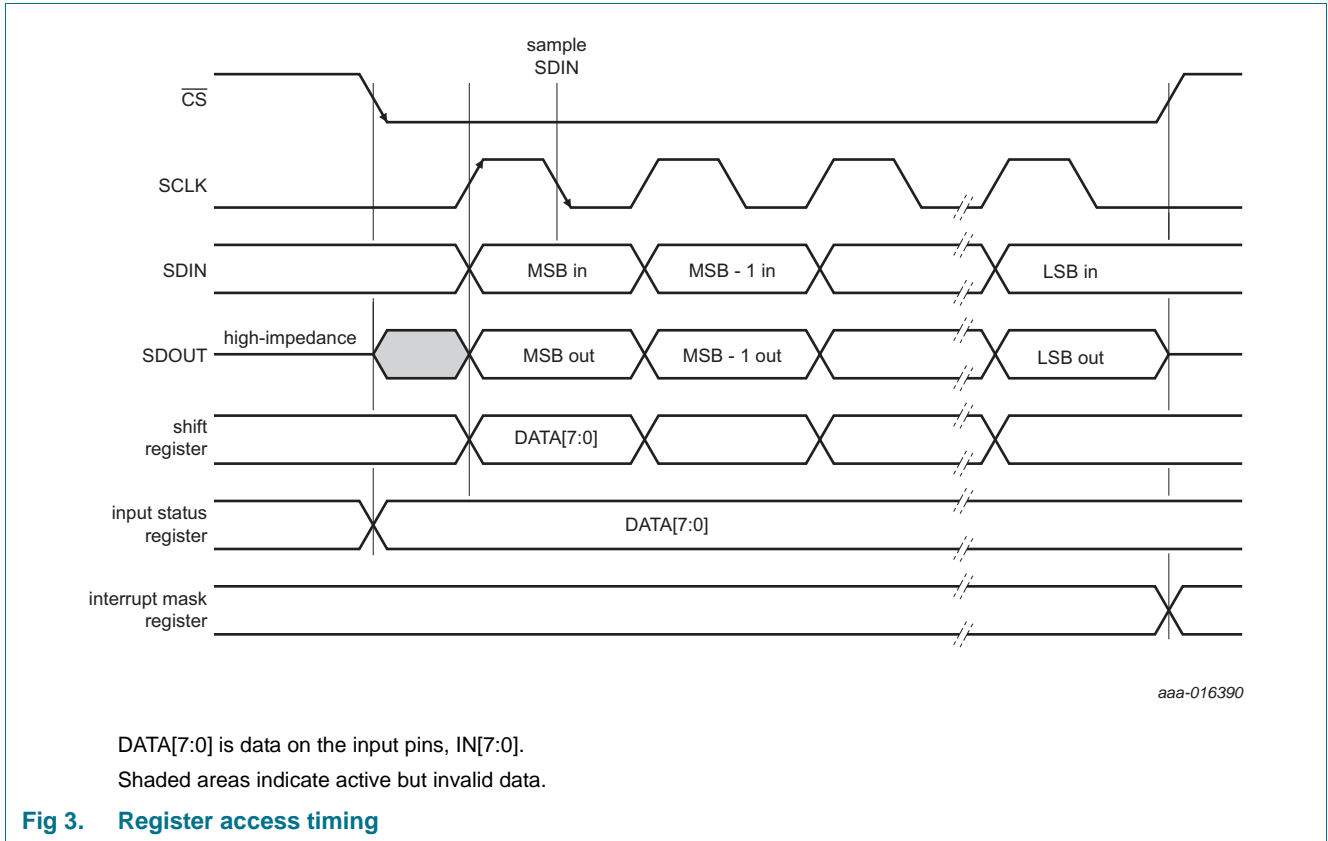 sample
SDIN
CS
SCLK
SDIN
MSB in
MSB - 1 in
LSB in
SDOUT
high-impedance
MSB out
MSB - 1 out
LSB out
shift
register
DATA[7:0]
input status
register
DATA[7:0]
interrupt mask
register
aaa-016390
DATA[7:0] is data on the input pins, IN[7:0].
Shaded areas indicate active but invalid data.
Fig 3. Register access timing